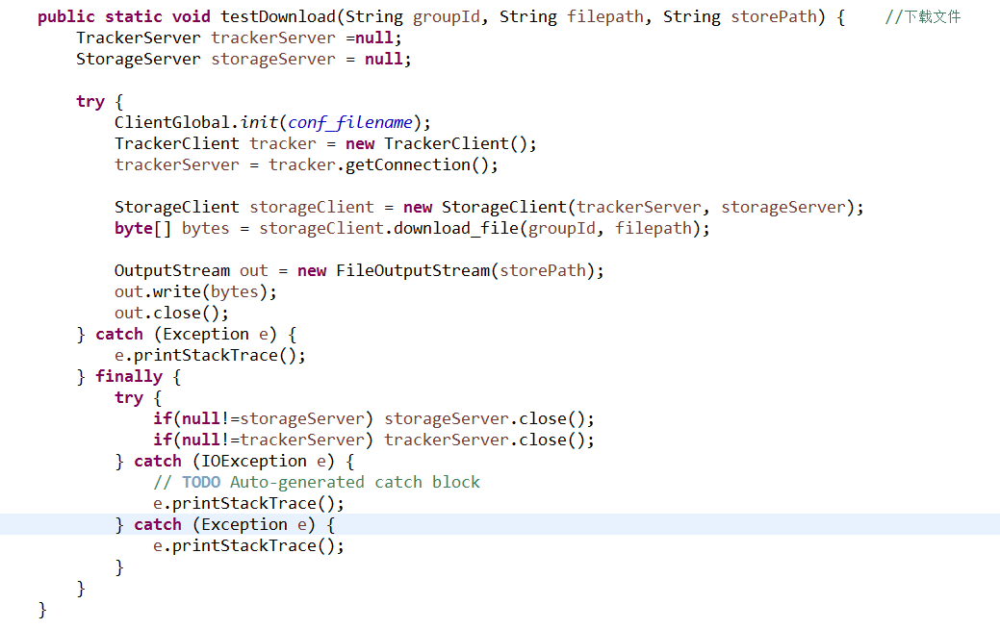 public static void testDownload(String groupId, String filepath, String storePath) {    //下载文件
    TrackerServer trackerServer =null;
    StorageServer storageServer = null;

    try {
        ClientGlobal.init(conf_filename);
        TrackerClient tracker = new TrackerClient();
        trackerServer = tracker.getConnection();

        StorageClient storageClient = new StorageClient(trackerServer, storageServer);
        byte[] bytes = storageClient.download_file(groupId, filepath);

        OutputStream out = new FileOutputStream(storePath);
        out.write(bytes);
        out.close();
    } catch (Exception e) {
        e.printStackTrace();
    } finally {
        try {
            if(null!=storageServer) storageServer.close();
            if(null!=trackerServer) trackerServer.close();
        } catch (IOException e) {
            // TODO Auto-generated catch block
            e.printStackTrace();
        } catch (Exception e) {
            e.printStackTrace();
        }
    }
}